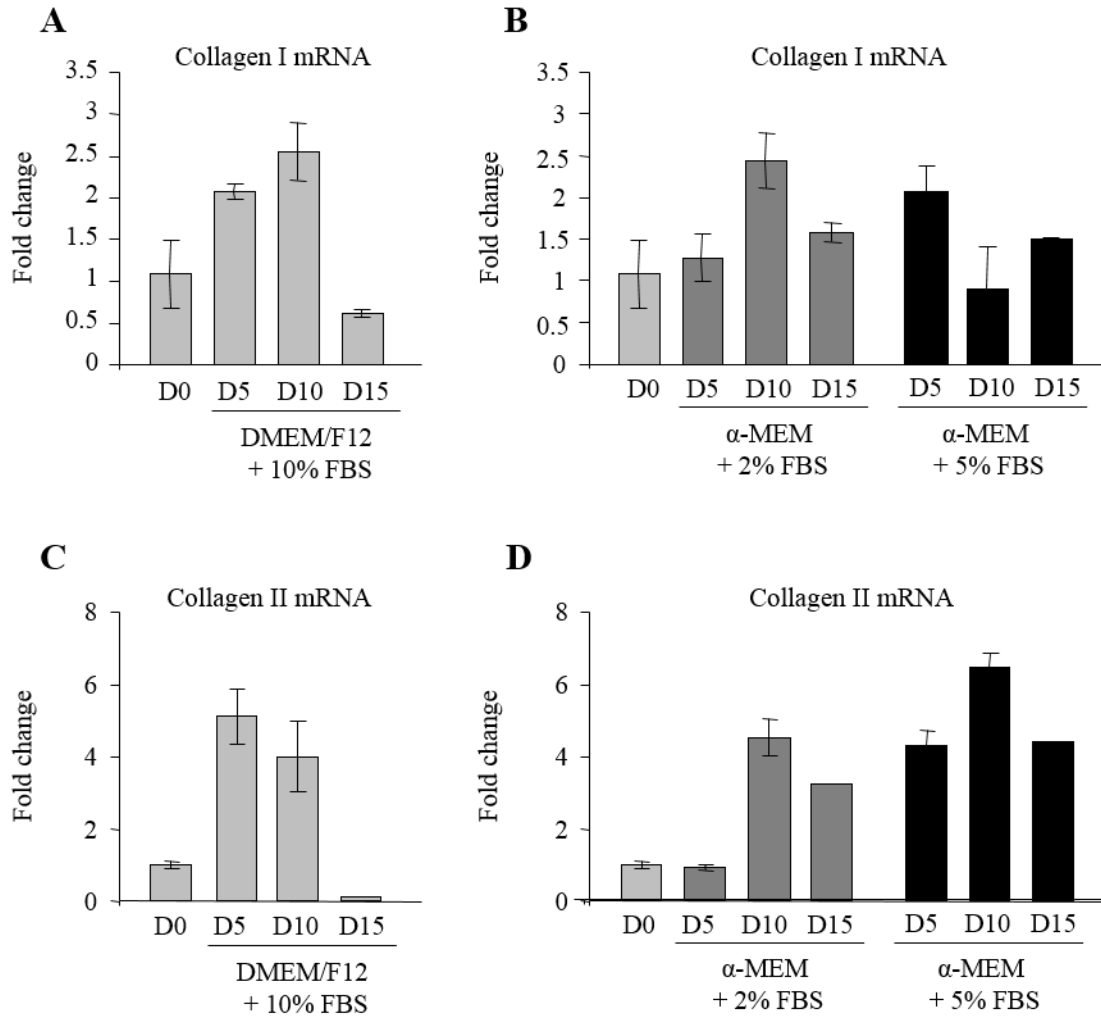 A
Collagen I mRNA
Fold change
3.5
3
2.5
2
1.5
1
0.5
0
D0 D5 D10 D15
DMEM/F12
+ 10% FBS
B
Collagen I mRNA
Fold change
3.5
3
2.5
2
1.5
1
0.5
0
D0 D5 D10 D15 D5 D10 D15
α-MEM α-MEM
+ 2% FBS + 5% FBS
C
Collagen II mRNA
Fold change
8
6
4
2
0
D0 D5 D10 D15
DMEM/F12
+ 10% FBS
D
Collagen II mRNA
Fold change
8
6
4
2
0
D0 D5 D10 D15 D5 D10 D15
α-MEM α-MEM
+ 2% FBS + 5% FBS